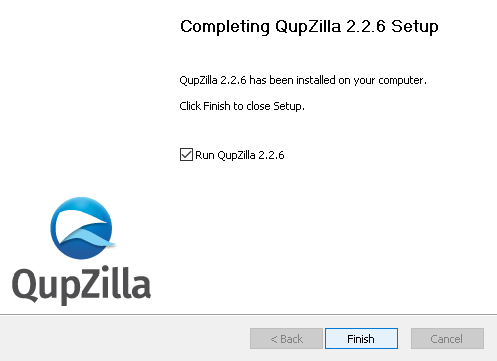 Completing QupZilla 2.2.6 Setup
QupZilla 2.2.6 has been installed on your computer.
Click Finish to close Setup.
Run QupZilla 2.2.6
QupZilla
< Back
Finish
Cancel